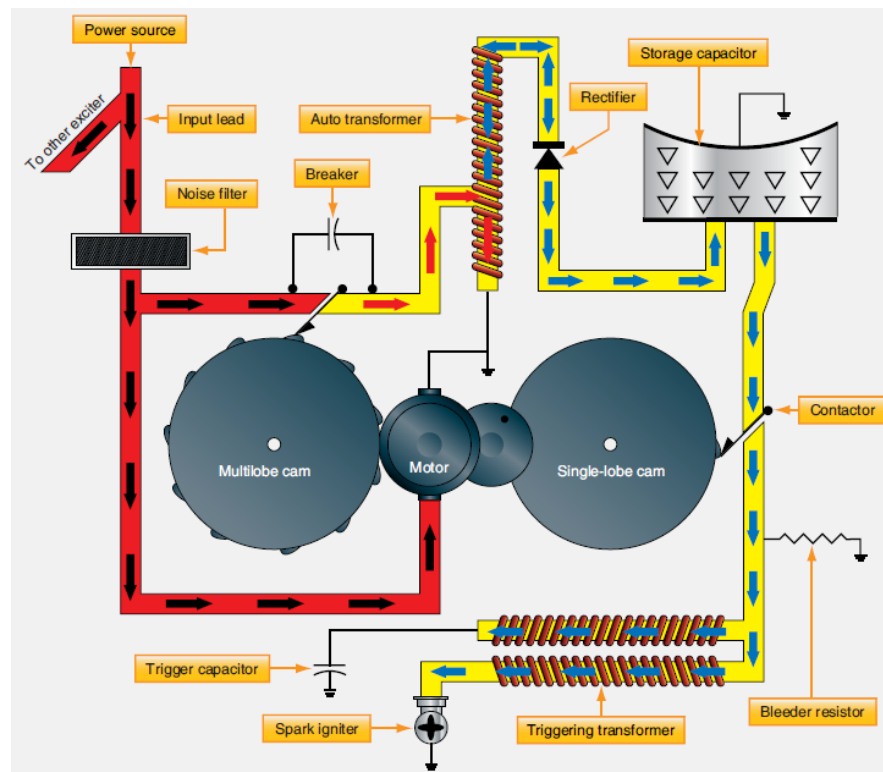 Power source
Storage capacitor
Rectifier
Input lead
Auto transformer
To other exciter
Breaker
Noise filter
Contactor
Multilobe cam
Motor
Single-lobe cam
Trigger capacitor
Bleeder resistor
Spark igniter
Triggering transformer